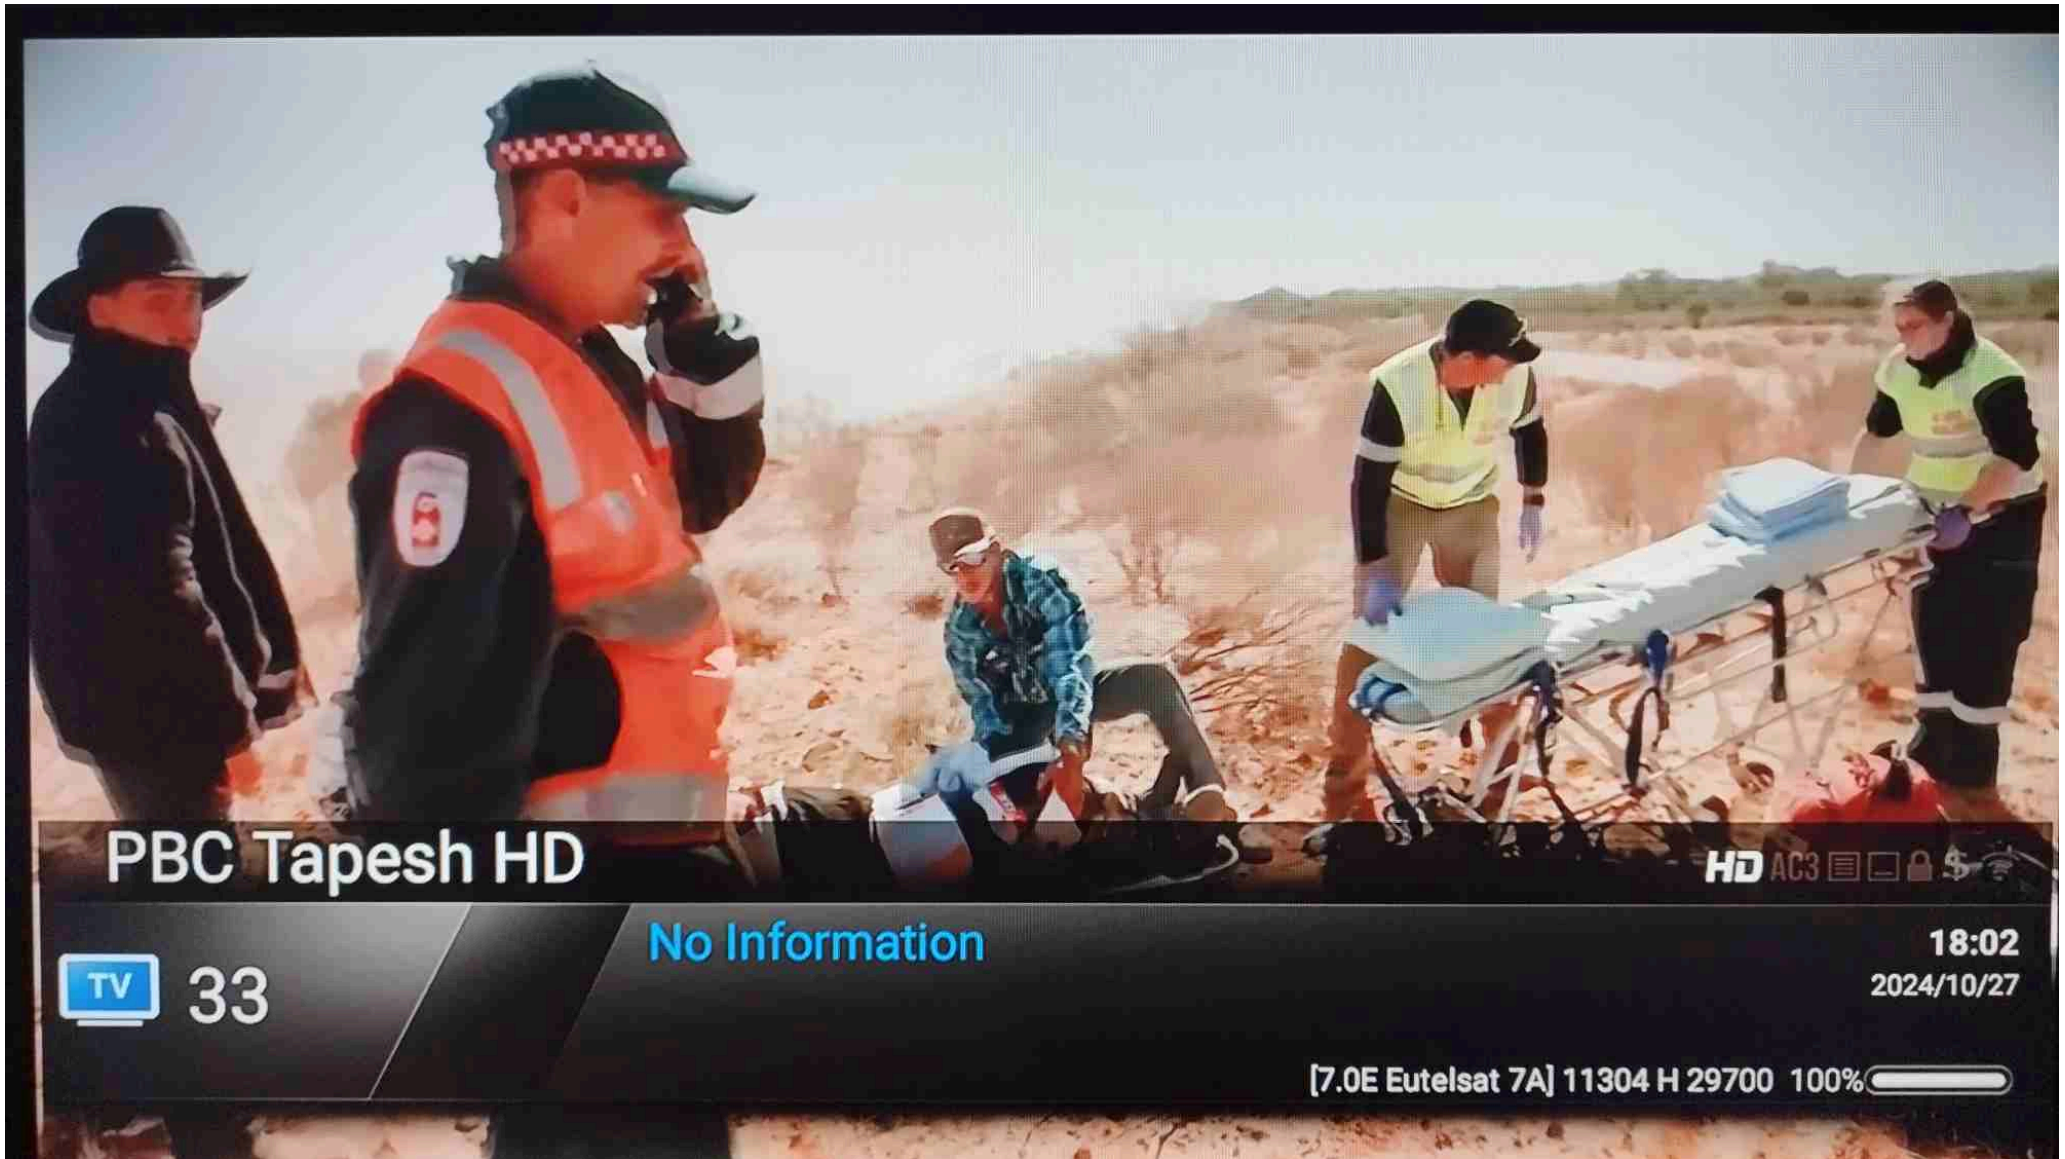 PBC Tapesh HD
HD AC3 $
TV 33
No Information
18:02
2024/10/27
[7.0E Eutelsat 7A] 11304 H 29700 100%